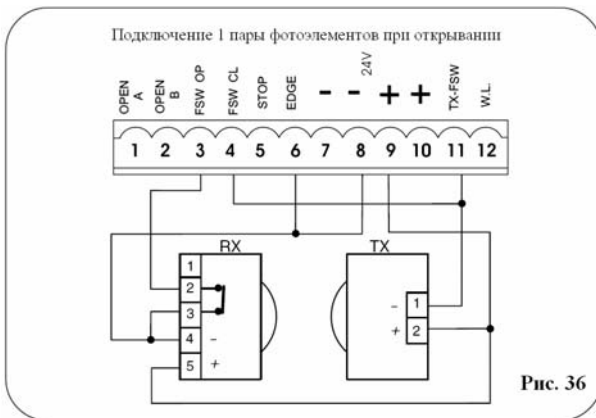 Подключение 1 пары фотоэлементов при открывании
OPEN A
OPEN B
FSW OP
FSW CL
STOP
EDGE
-
-
24V
+
+
TX-FSW
W.L.
1 2 3 4 5 6 7 8 9 10 11 12
RX
TX
1
2
3
4 -
5 +
- 1
+ 2
Рис. 36